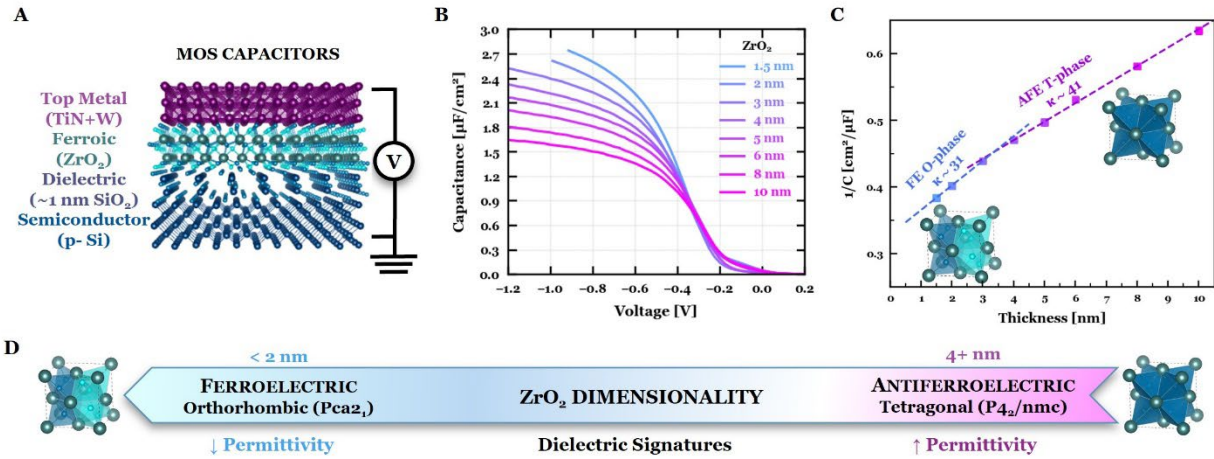 A
MOS CAPACITORS
Top Metal
(TiN+W)
Ferroic
(ZrO₂)
Dielectric
(~1 nm SiO₂)
Semiconductor
(p- Si)
V
B
Capacitance [µF/cm²]
3.0
2.7
2.4
2.1
1.8
1.5
1.2
0.9
0.6
0.3
0.0
−1.2 −1.0 −0.8 −0.6 −0.4 −0.2 0.0 0.2
Voltage [V]
ZrO₂
1.5 nm
2 nm
3 nm
4 nm
5 nm
6 nm
8 nm
10 nm
C
1/C [cm²/µF]
0.6
0.5
0.4
0.3
0 1 2 3 4 5 6 7 8 9 10
Thickness [nm]
FE O-phase
κ ~ 31
AFE T-phase
κ ~ 41
D
< 2 nm
4+ nm
FERROELECTRIC
Orthorhombic (Pca2₁)
ZrO₂ DIMENSIONALITY
ANTIFERROELECTRIC
Tetragonal (P4₂/nmc)
↓ Permittivity
Dielectric Signatures
↑ Permittivity